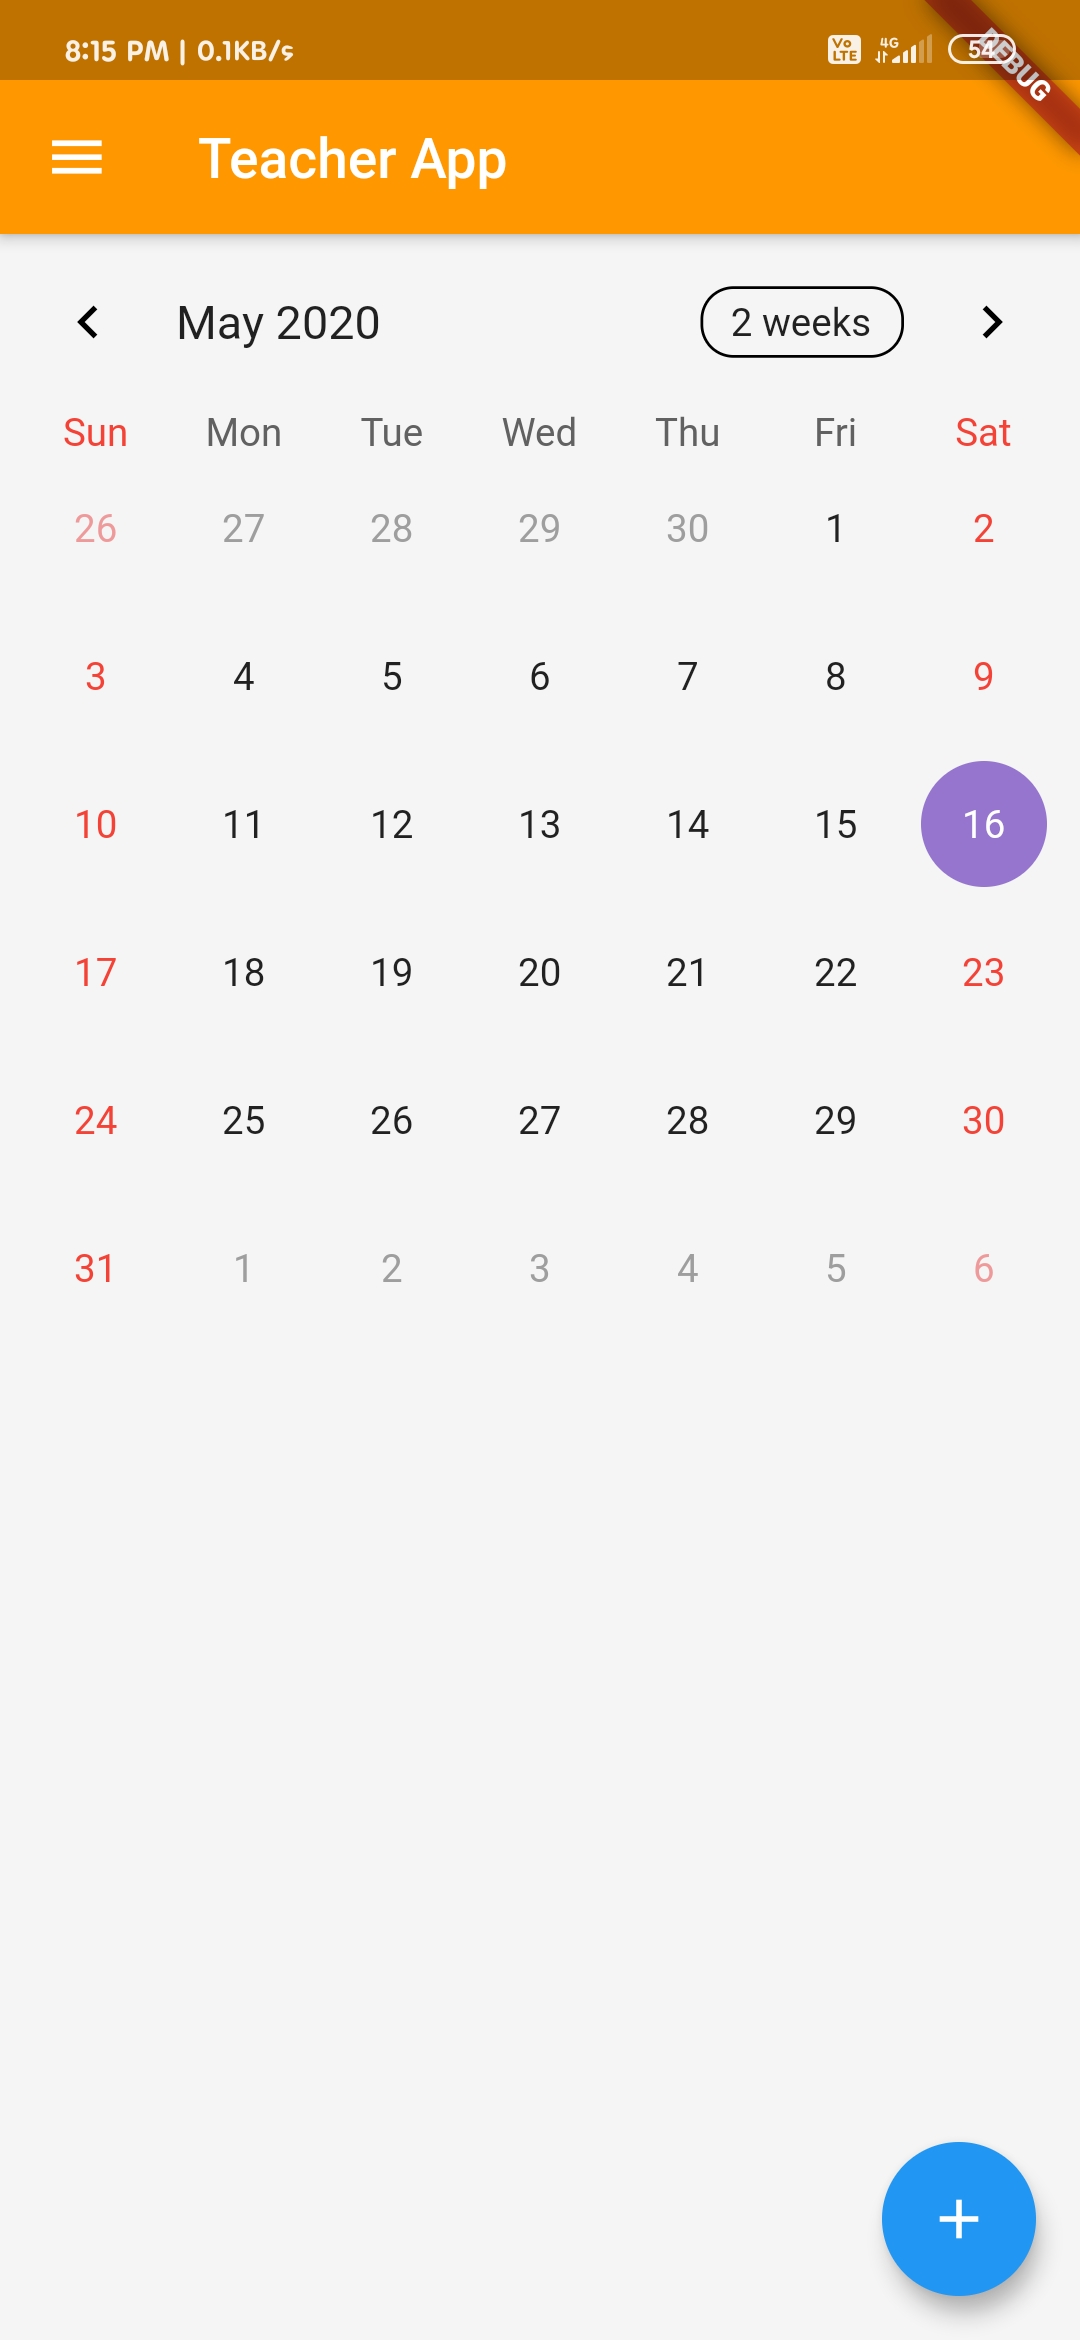 8:15 PM | 0.1KB/s Vo LTE 4G 54 DEBUG
Teacher App
May 2020 2 weeks
Sun Mon Tue Wed Thu Fri Sat
26 27 28 29 30 1 2
3 4 5 6 7 8 9
10 11 12 13 14 15 16
17 18 19 20 21 22 23
24 25 26 27 28 29 30
31 1 2 3 4 5 6